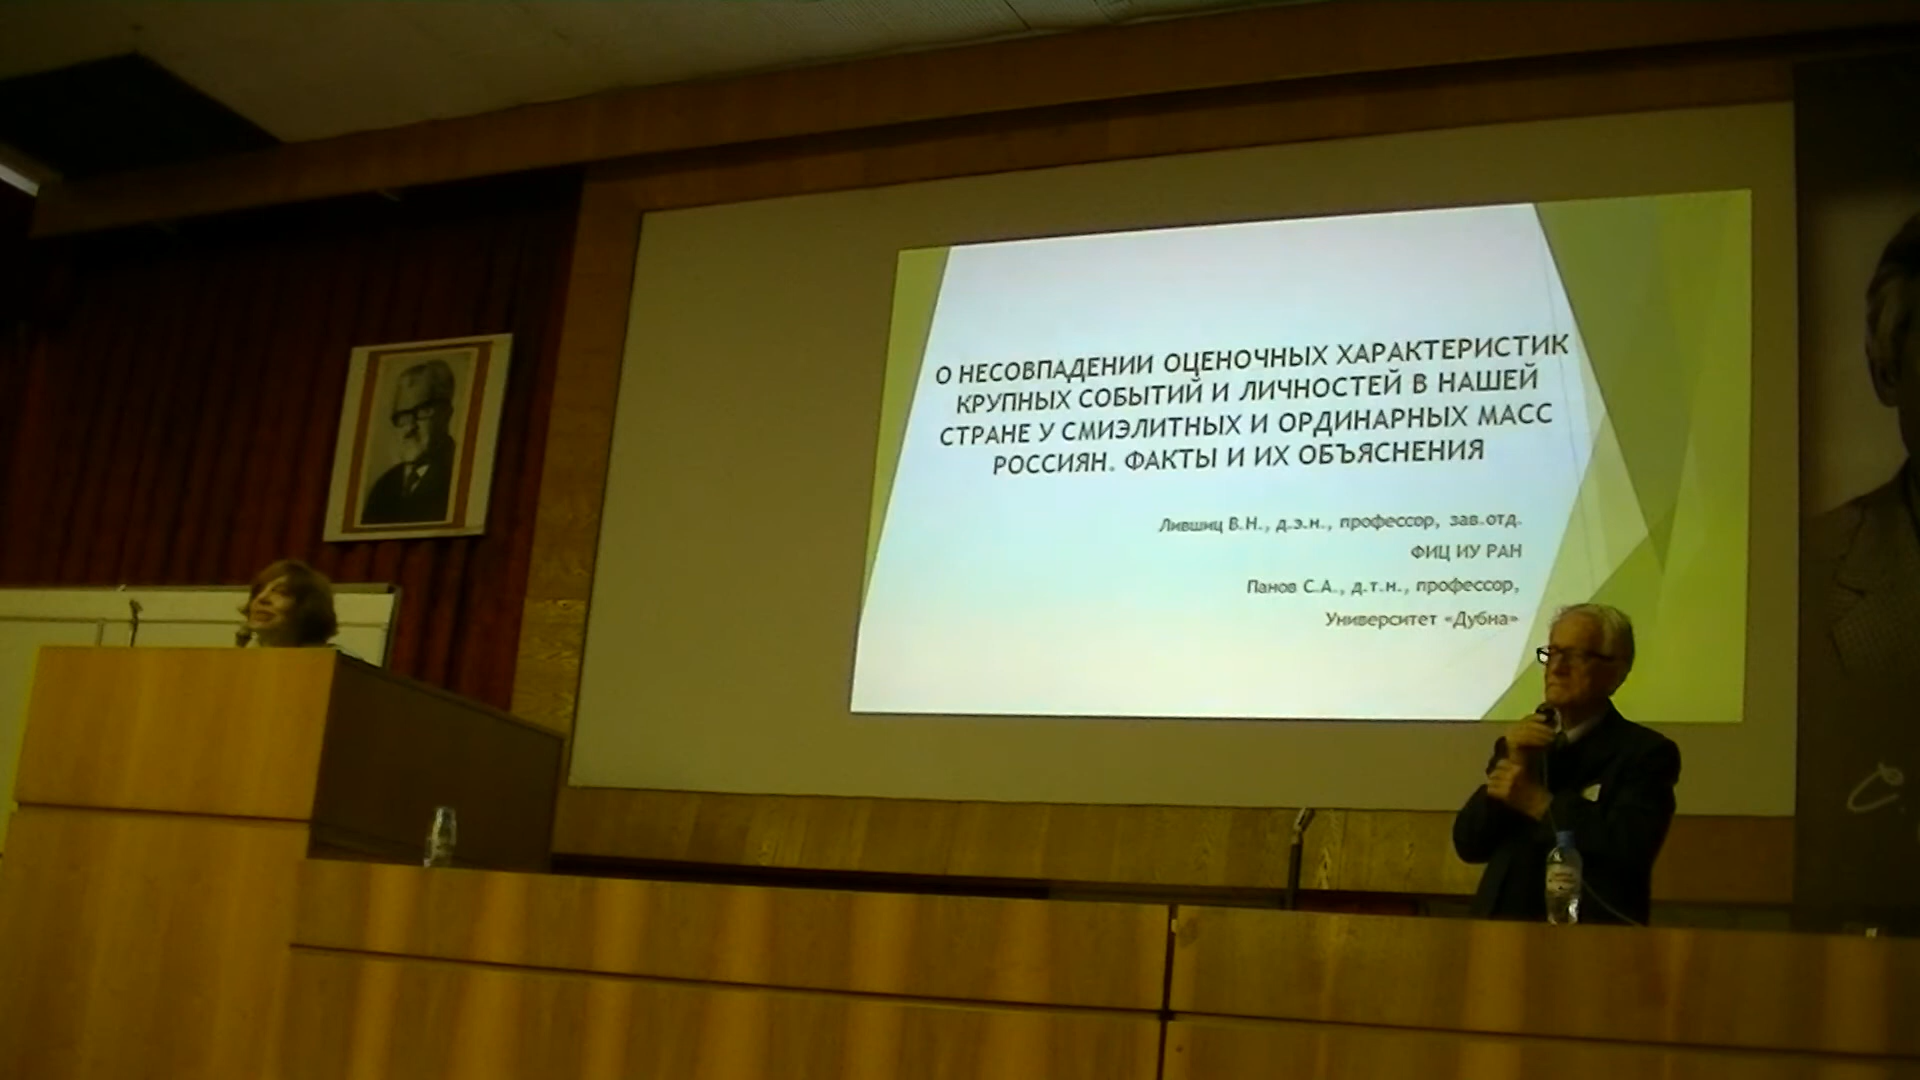 О НЕСОВПАДЕНИИ ОЦЕНОЧНЫХ ХАРАКТЕРИСТИК
КРУПНЫХ СОБЫТИЙ И ЛИЧНОСТЕЙ В НАШЕЙ
СТРАНЕ У СМИЭЛИТНЫХ И ОРДИНАРНЫХ МАСС
РОССИЯН. ФАКТЫ И ИХ ОБЪЯСНЕНИЯ
Лившиц В.Н., д.э.н., профессор, зав.отд.
ФИЦ ИУ РАН
Панов С.А., д.т.н., профессор,
Университет «Дубна»